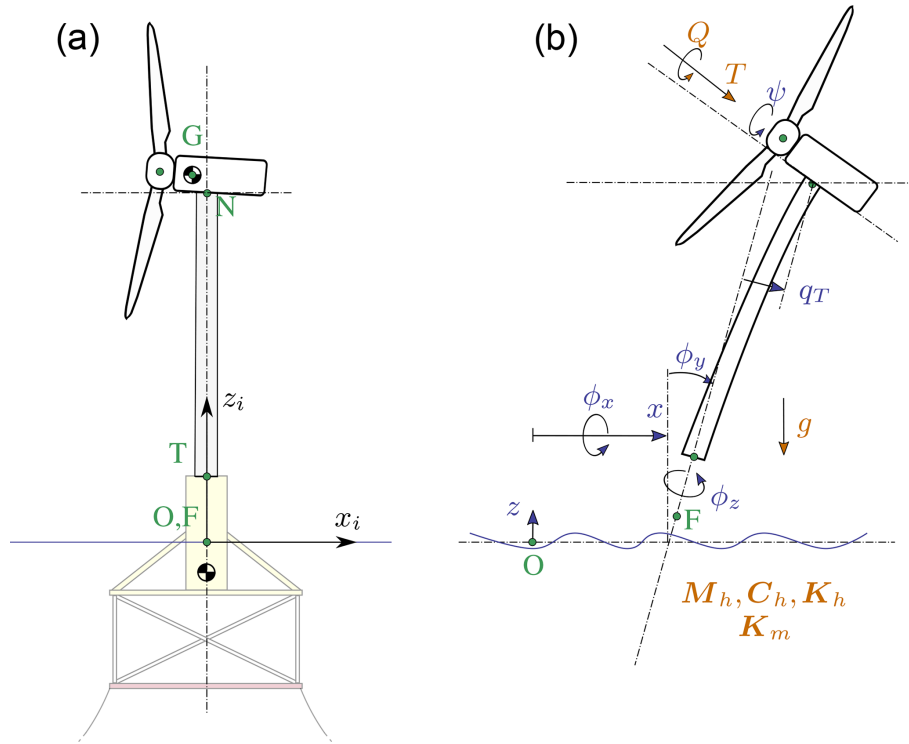 (a)
G
N
z_i
T
O,F
x_i
(b)
Q
T
ψ
q_T
ϕ_y
ϕ_x
x
g
ϕ_z
z
F
O
M_h, C_h, K_h
K_m